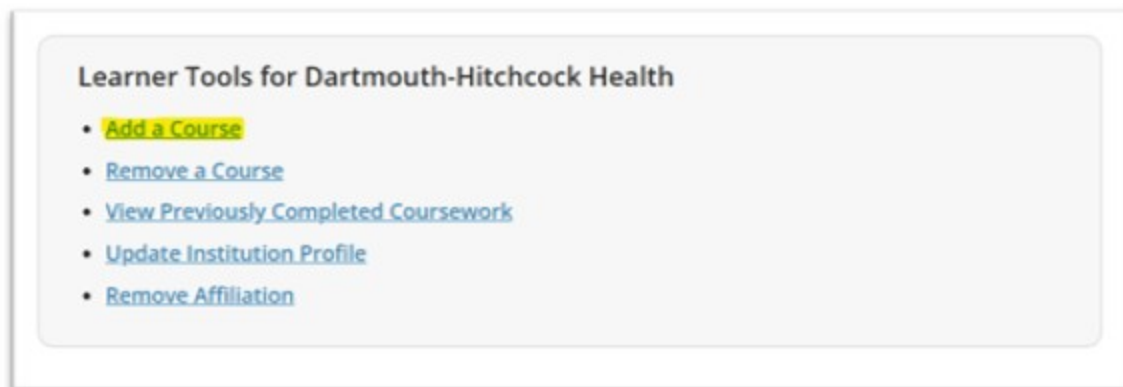 Learner Tools for Dartmouth-Hitchcock Health
• Add a Course
• Remove a Course
• View Previously Completed Coursework
• Update Institution Profile
• Remove Affiliation